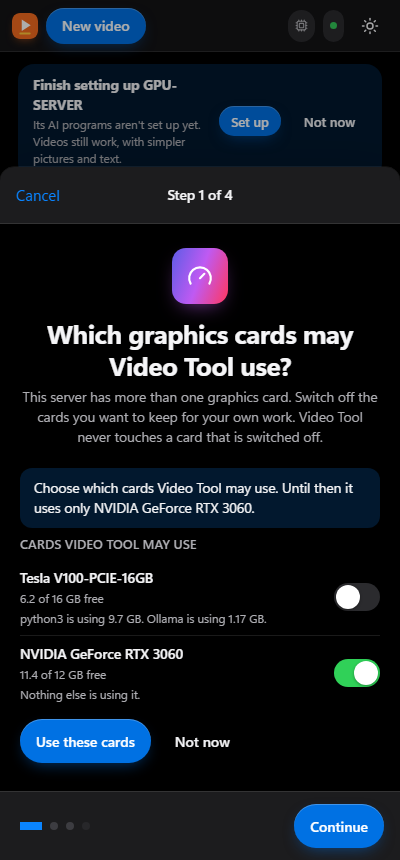 New video
Finish setting up GPU-
SERVER
Its AI programs aren't set up yet.
Videos still work, with simpler
pictures and text.
Set up
Not now
Cancel
Step 1 of 4
Which graphics cards may
Video Tool use?
This server has more than one graphics card. Switch off the
cards you want to keep for your own work. Video Tool
never touches a card that is switched off.
Choose which cards Video Tool may use. Until then it
uses only NVIDIA GeForce RTX 3060.
CARDS VIDEO TOOL MAY USE
Tesla V100-PCIE-16GB
6.2 of 16 GB free
python3 is using 9.7 GB. Ollama is using 1.17 GB.
NVIDIA GeForce RTX 3060
11.4 of 12 GB free
Nothing else is using it.
Use these cards
Not now
Continue